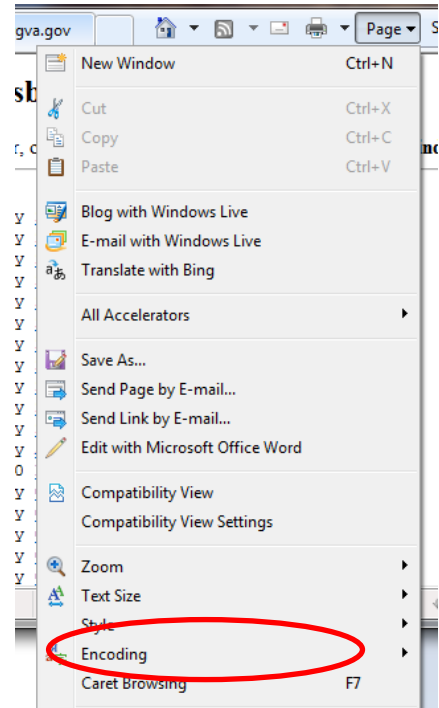 gva.gov Page S
New Window Ctrl+N
Cut Ctrl+X
Copy Ctrl+C
Paste Ctrl+V
Blog with Windows Live
E-mail with Windows Live
Translate with Bing
All Accelerators
Save As...
Send Page by E-mail...
Send Link by E-mail...
Edit with Microsoft Office Word
Compatibility View
Compatibility View Settings
Zoom
Text Size
Style
Encoding
Caret Browsing F7